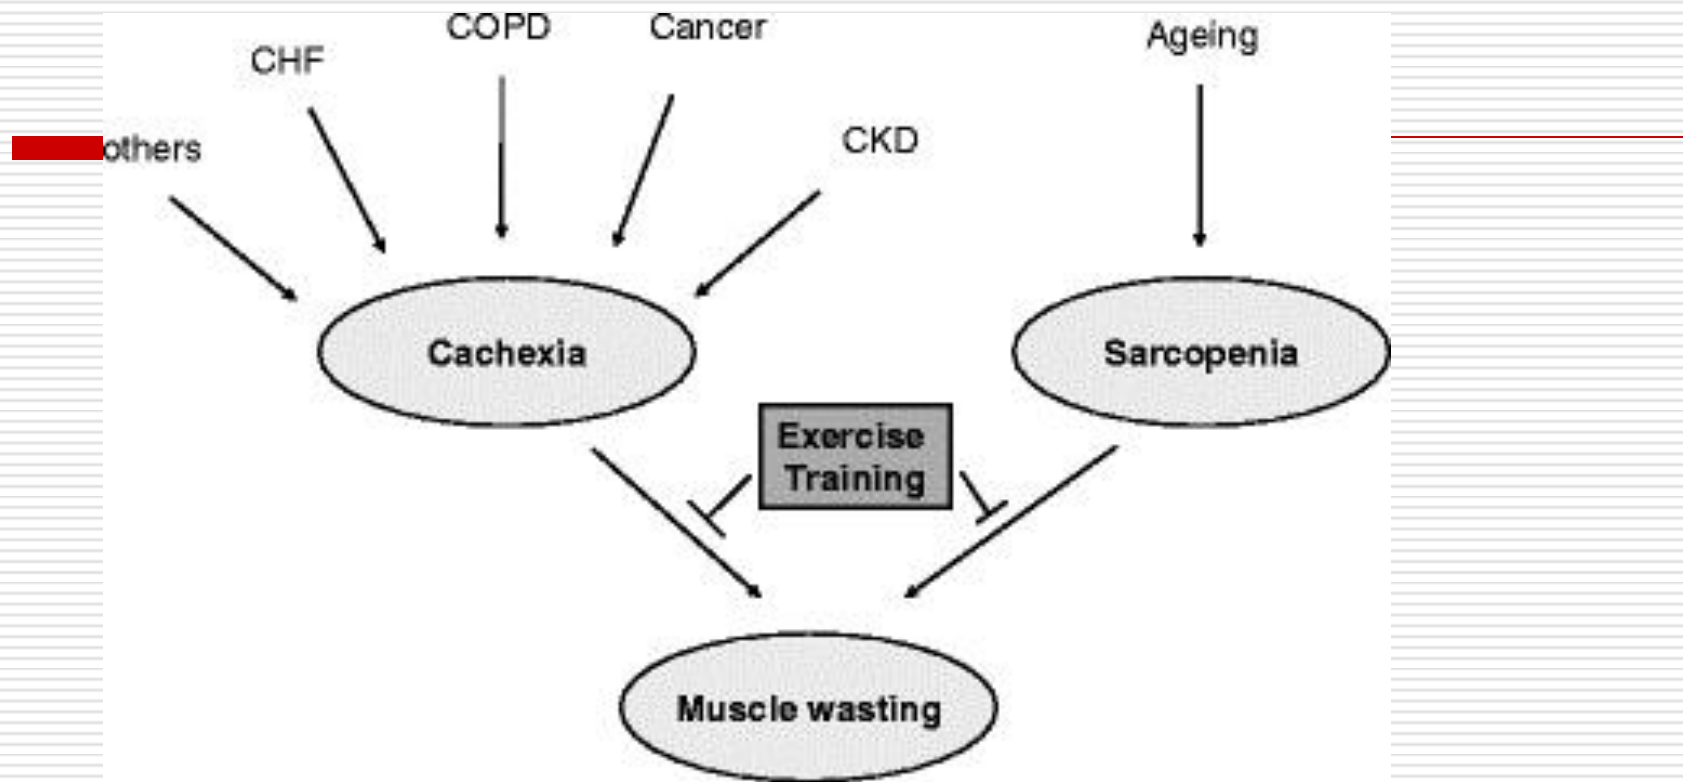 COPD
Cancer
Ageing
CHF
CKD
others
Cachexia
Sarcopenia
Exercise
Training
Muscle wasting